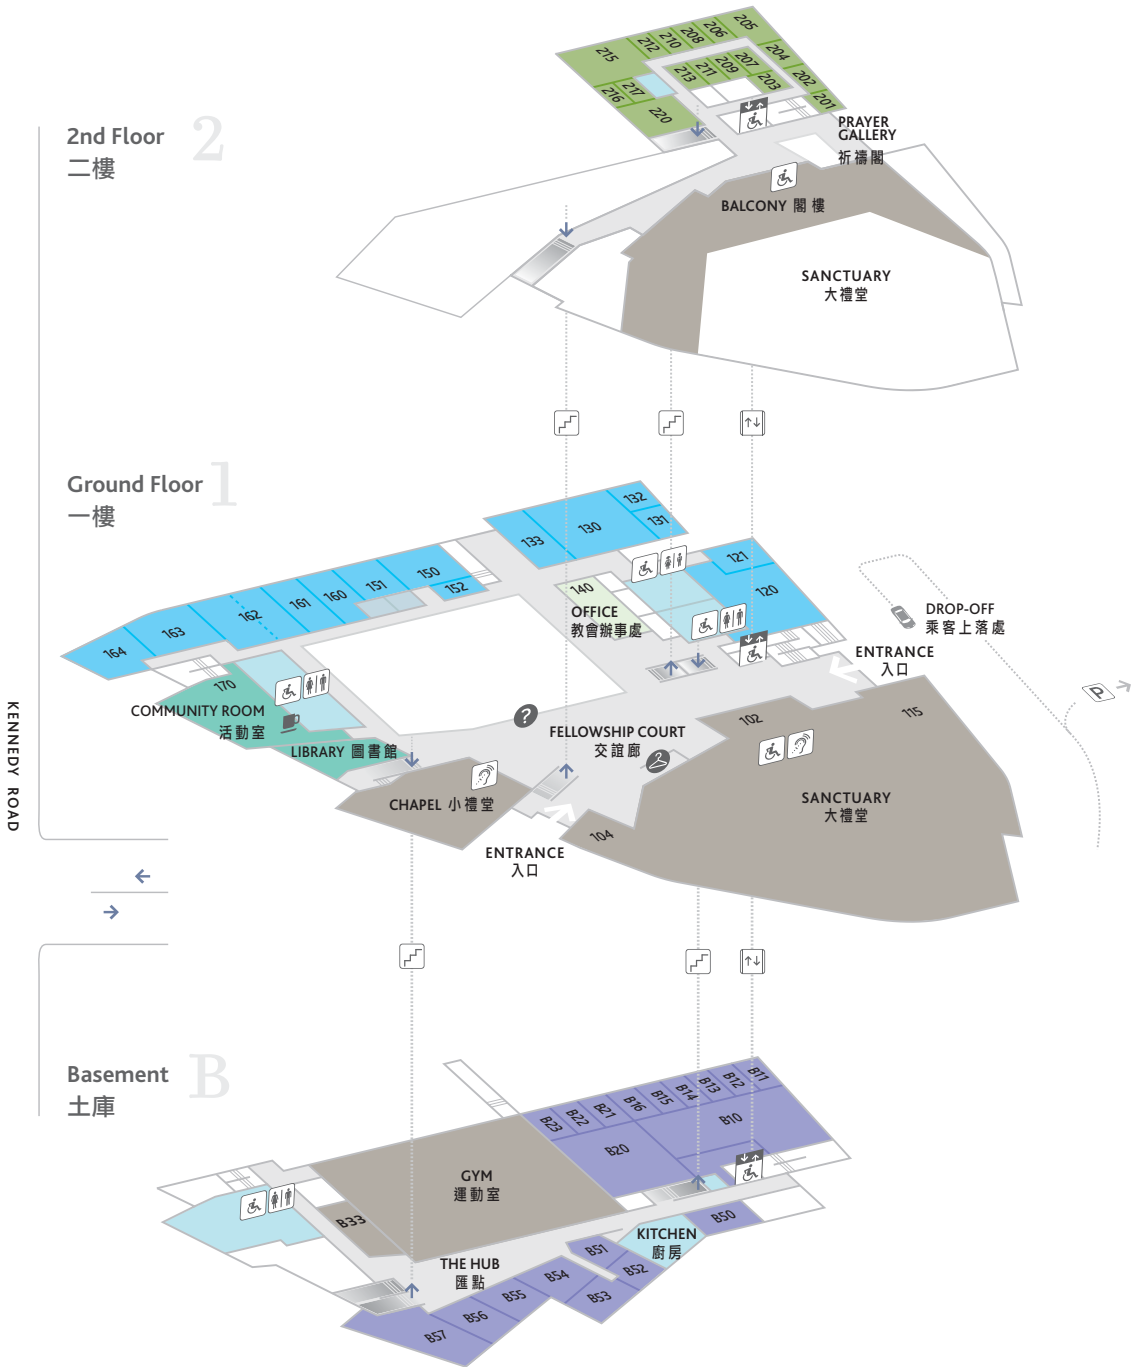 2nd Floor 2
二樓
205
206
208
210
212
215
204
207
209
211
213
203
202
201
217
216
220
PRAYER
GALLERY
祈禱閣
BALCONY 閣樓
SANCTUARY
大禮堂
Ground Floor 1
一樓
132
131
130
133
121
120
140
OFFICE
教會辦事處
150
151
152
160
161
162
163
164
DROP-OFF
乘客上落處
ENTRANCE
入口
P
170
COMMUNITY ROOM
活動室
LIBRARY 圖書館
?
FELLOWSHIP COURT
交誼廊
102
115
CHAPEL 小禮堂
SANCTUARY
大禮堂
104
ENTRANCE
入口
KENNEDY ROAD
Basement B
土庫
B11
B12
B13
B14
B15
B16
B21
B22
B23
B10
B20
GYM
運動室
B33
B50
KITCHEN
廚房
B51
B52
B53
THE HUB
匯點
B54
B55
B56
B57